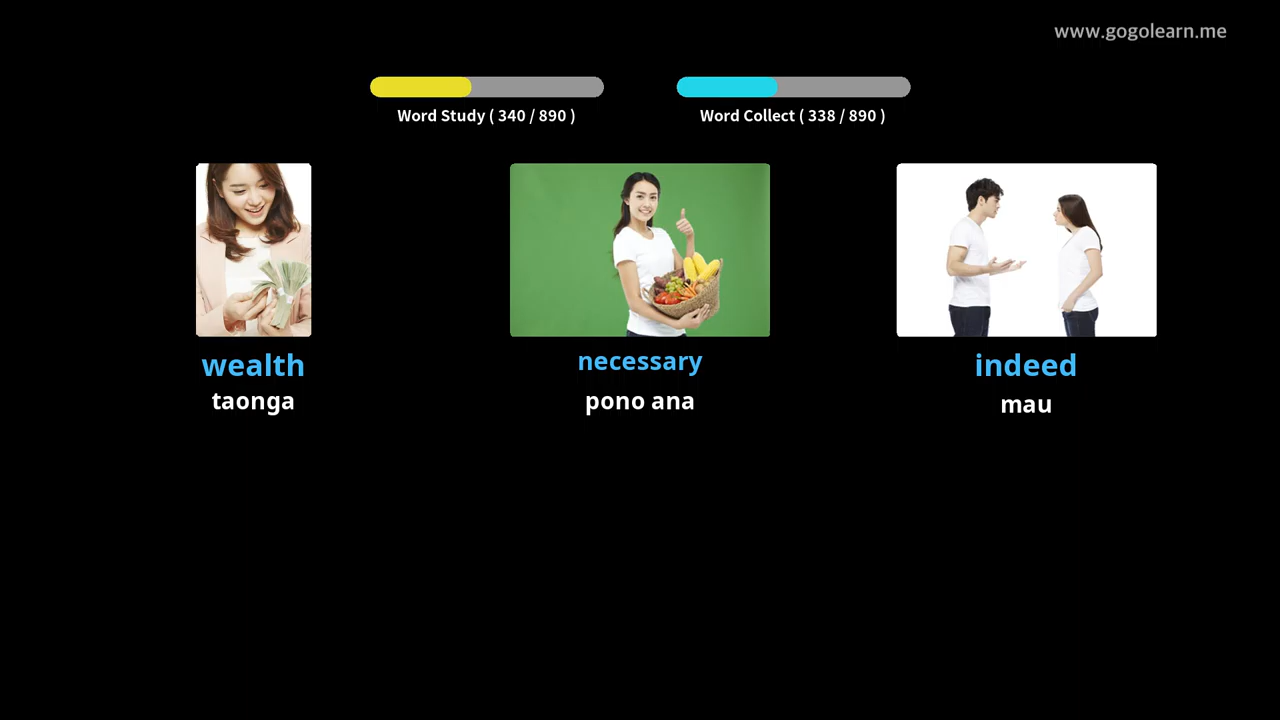 www.gogolearn.me
Word Study ( 340 / 890 )
Word Collect ( 338 / 890 )
wealth
taonga
necessary
pono ana
indeed
mau